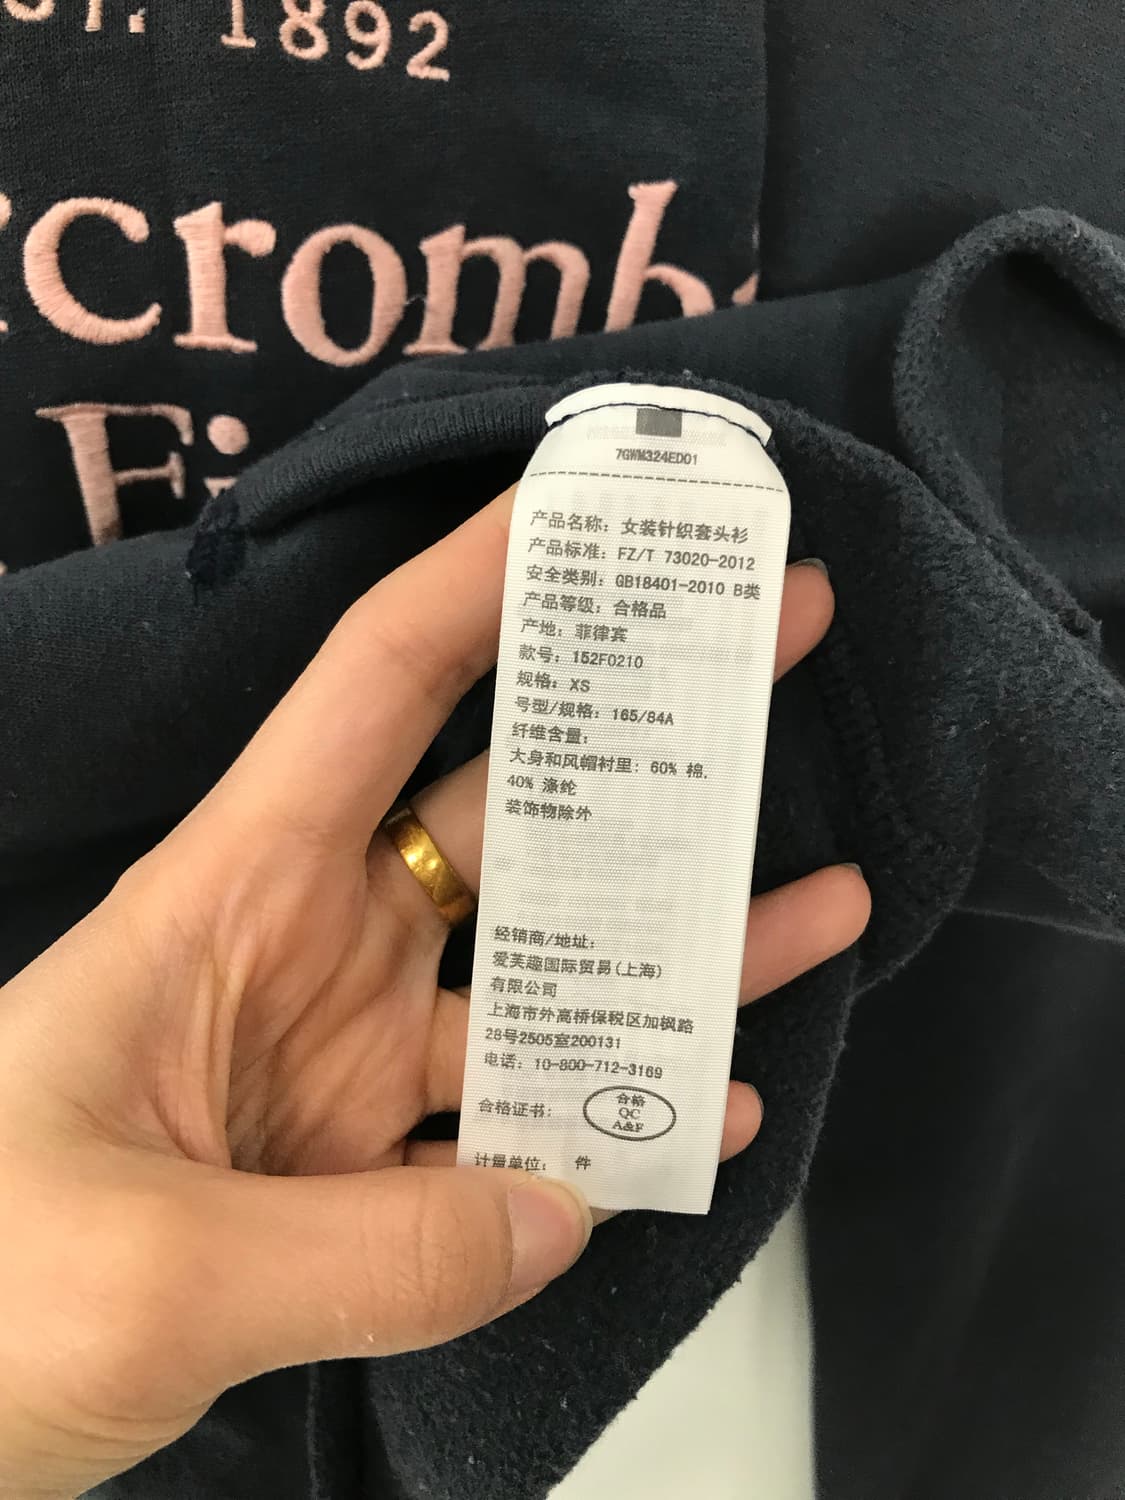 1892
cromb
Fi
7GWM324ED01
产品名称: 女装针织套头衫
产品标准: FZ/T 73020-2012
安全类别: GB18401-2010 B类
产品等级: 合格品
产地: 菲律宾
款号: 152F0210
规格: XS
号型/规格: 165/84A
纤维含量:
大身和风帽衬里: 60% 棉,
40% 涤纶
装饰物除外
经销商/地址:
爱芙趣国际贸易(上海)
有限公司
上海市外高桥保税区加枫路
28号2505室200131
电话: 10-800-712-3169
合格证书:
合格
QC
A&F
计量单位: 件